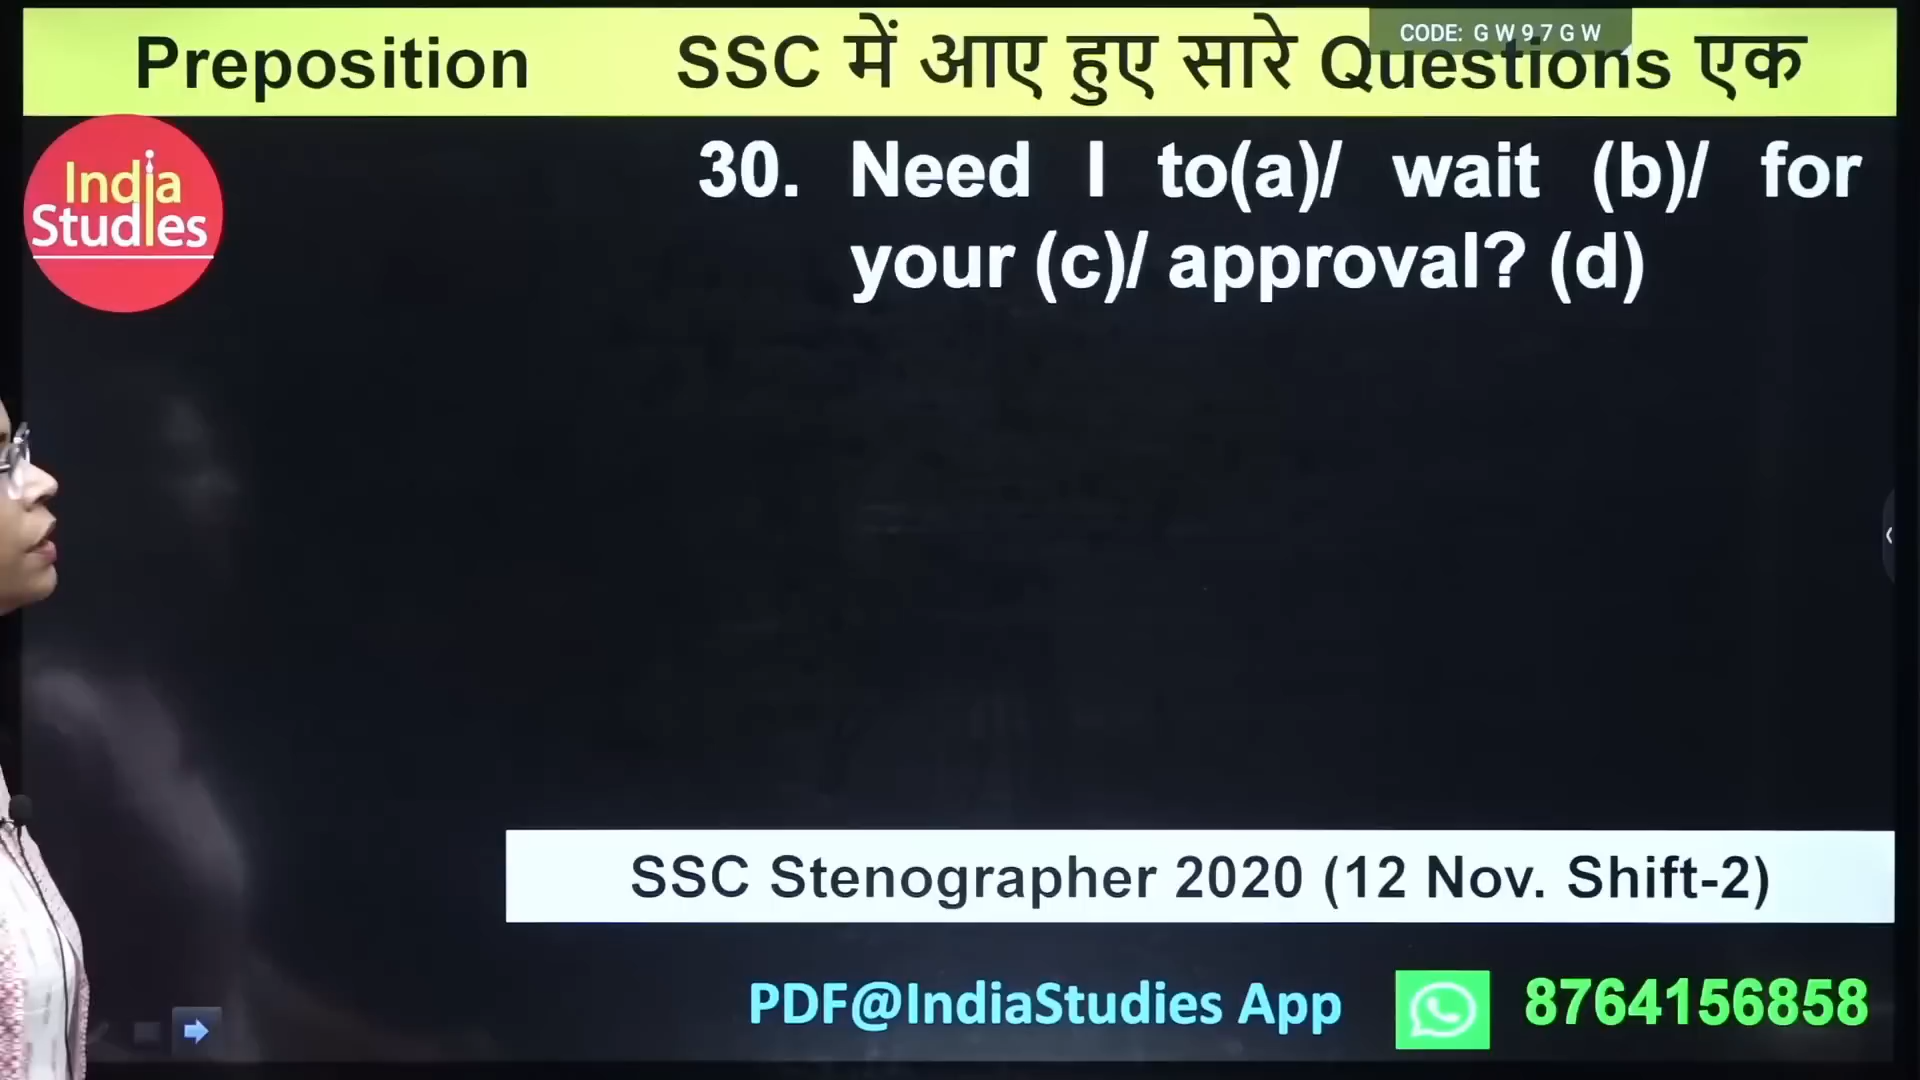 Preposition SSC में आए हुए सारे Questions एक
CODE: G W 9 7 G W
India
Studies
30. Need I to(a)/ wait (b)/ for
your (c)/ approval? (d)
SSC Stenographer 2020 (12 Nov. Shift-2)
PDF@IndiaStudies App 8764156858